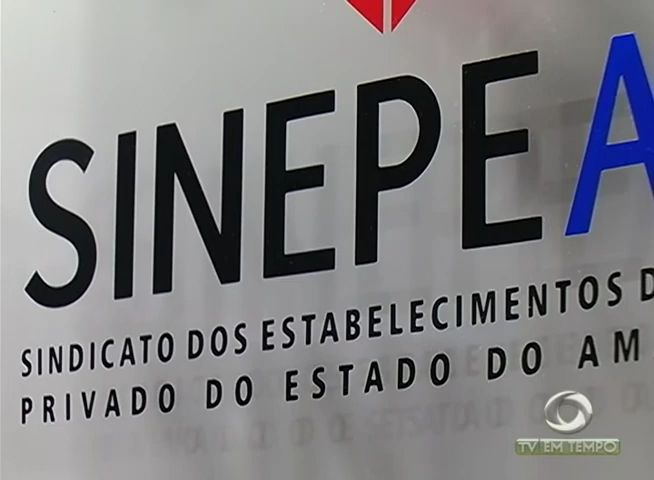 SINEPEA
SINDICATO DOS ESTABELECIMENTOS D
PRIVADO DO ESTADO DO AM
TV EM TEMPO